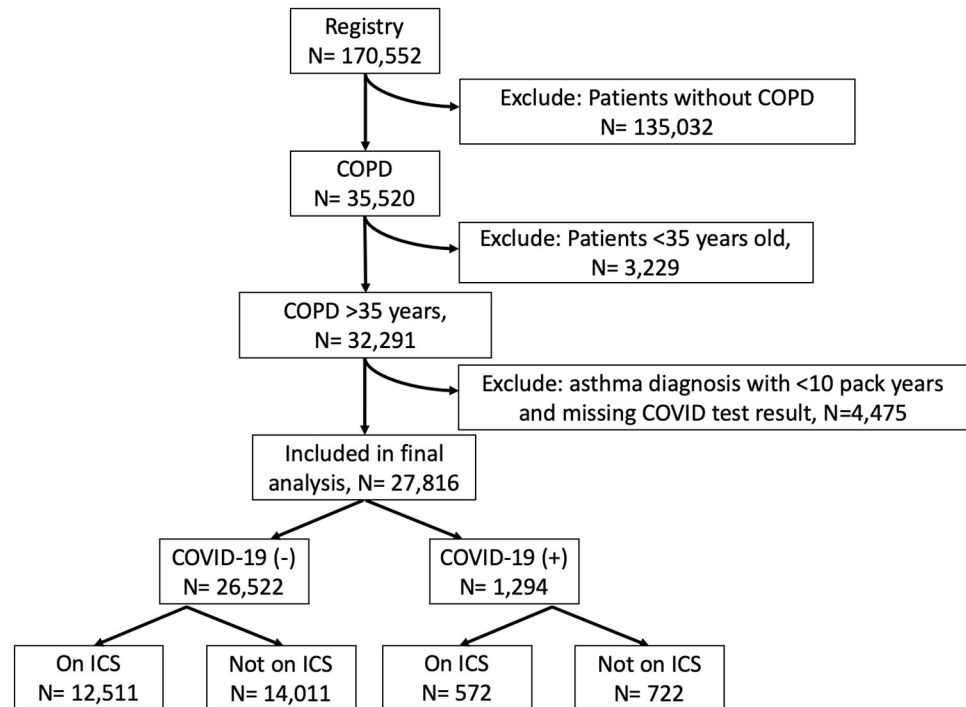 Registry
N= 170,552
Exclude: Patients without COPD
N= 135,032
COPD
N= 35,520
Exclude: Patients <35 years old,
N= 3,229
COPD >35 years,
N= 32,291
Exclude: asthma diagnosis with <10 pack years
and missing COVID test result, N=4,475
Included in final
analysis, N= 27,816
COVID-19 (-)
N= 26,522
COVID-19 (+)
N= 1,294
On ICS
N= 12,511
Not on ICS
N= 14,011
On ICS
N= 572
Not on ICS
N= 722